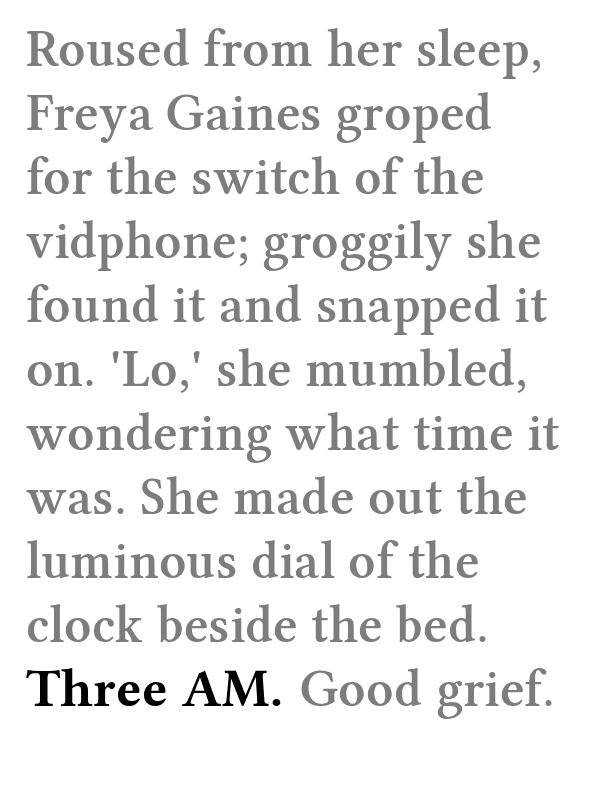 Roused from her sleep,
Freya Gaines groped
for the switch of the
vidphone; groggily she
found it and snapped it
on. 'Lo,' she mumbled,
wondering what time it
was. She made out the
luminous dial of the
clock beside the bed.
Three AM. Good grief.